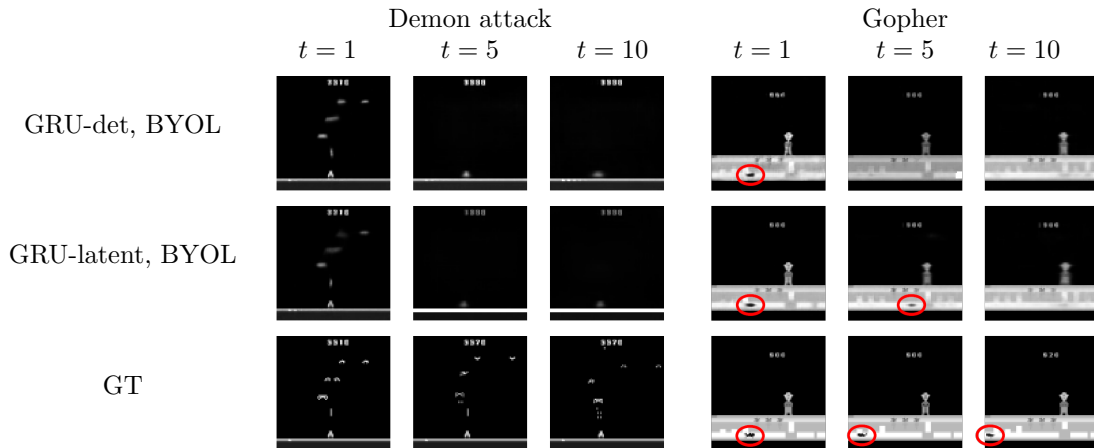 Demon attack Gopher
t = 1 t = 5 t = 10 t = 1 t = 5 t = 10
GRU-det, BYOL
GRU-latent, BYOL
GT